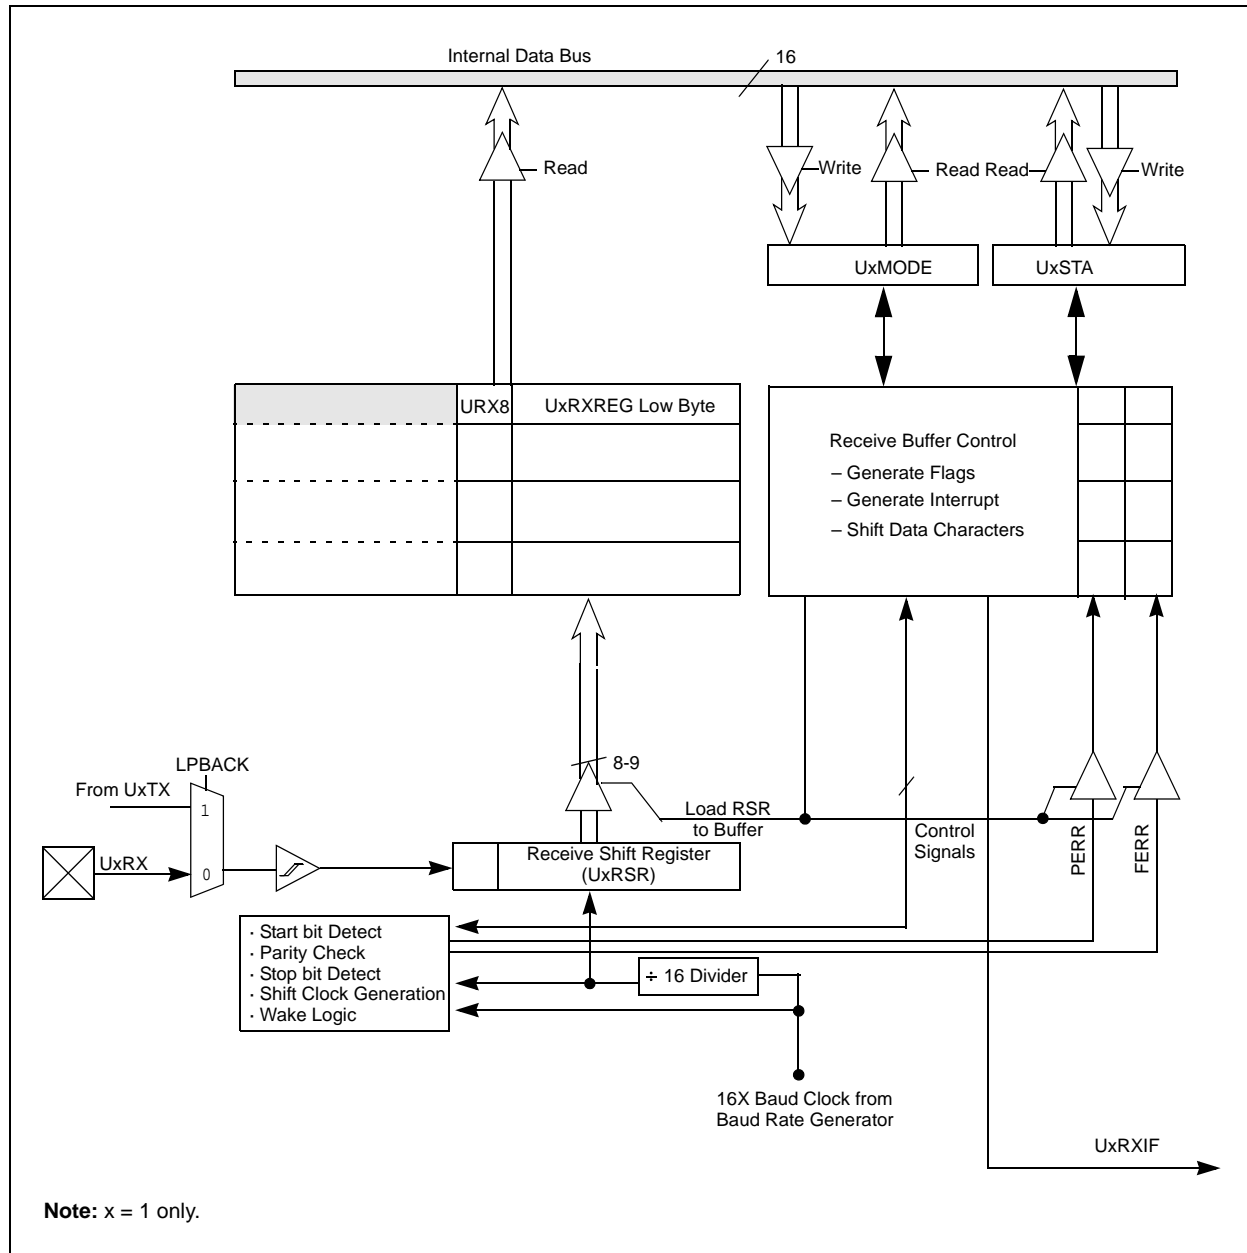 Internal Data Bus
16
Read
Write
Read Read
Write
UxMODE
UxSTA
URX8
UxRXREG Low Byte
Receive Buffer Control
– Generate Flags
– Generate Interrupt
– Shift Data Characters
LPBACK
From UxTX
1
UxRX
0
8-9
Load RSR
to Buffer
Control
Signals
PERR
FERR
Receive Shift Register
(UxRSR)
· Start bit Detect
· Parity Check
· Stop bit Detect
· Shift Clock Generation
· Wake Logic
÷ 16 Divider
16X Baud Clock from
Baud Rate Generator
UxRXIF
Note: x = 1 only.